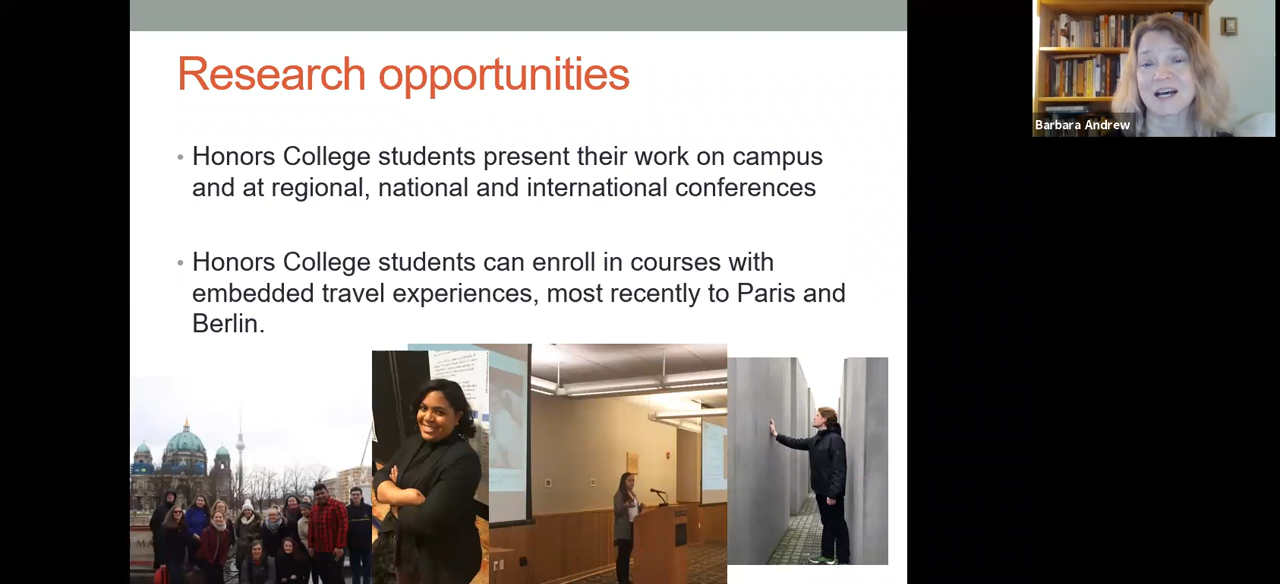 Research opportunities
• Honors College students present their work on campus
and at regional, national and international conferences
• Honors College students can enroll in courses with
embedded travel experiences, most recently to Paris and
Berlin.
Barbara Andrew